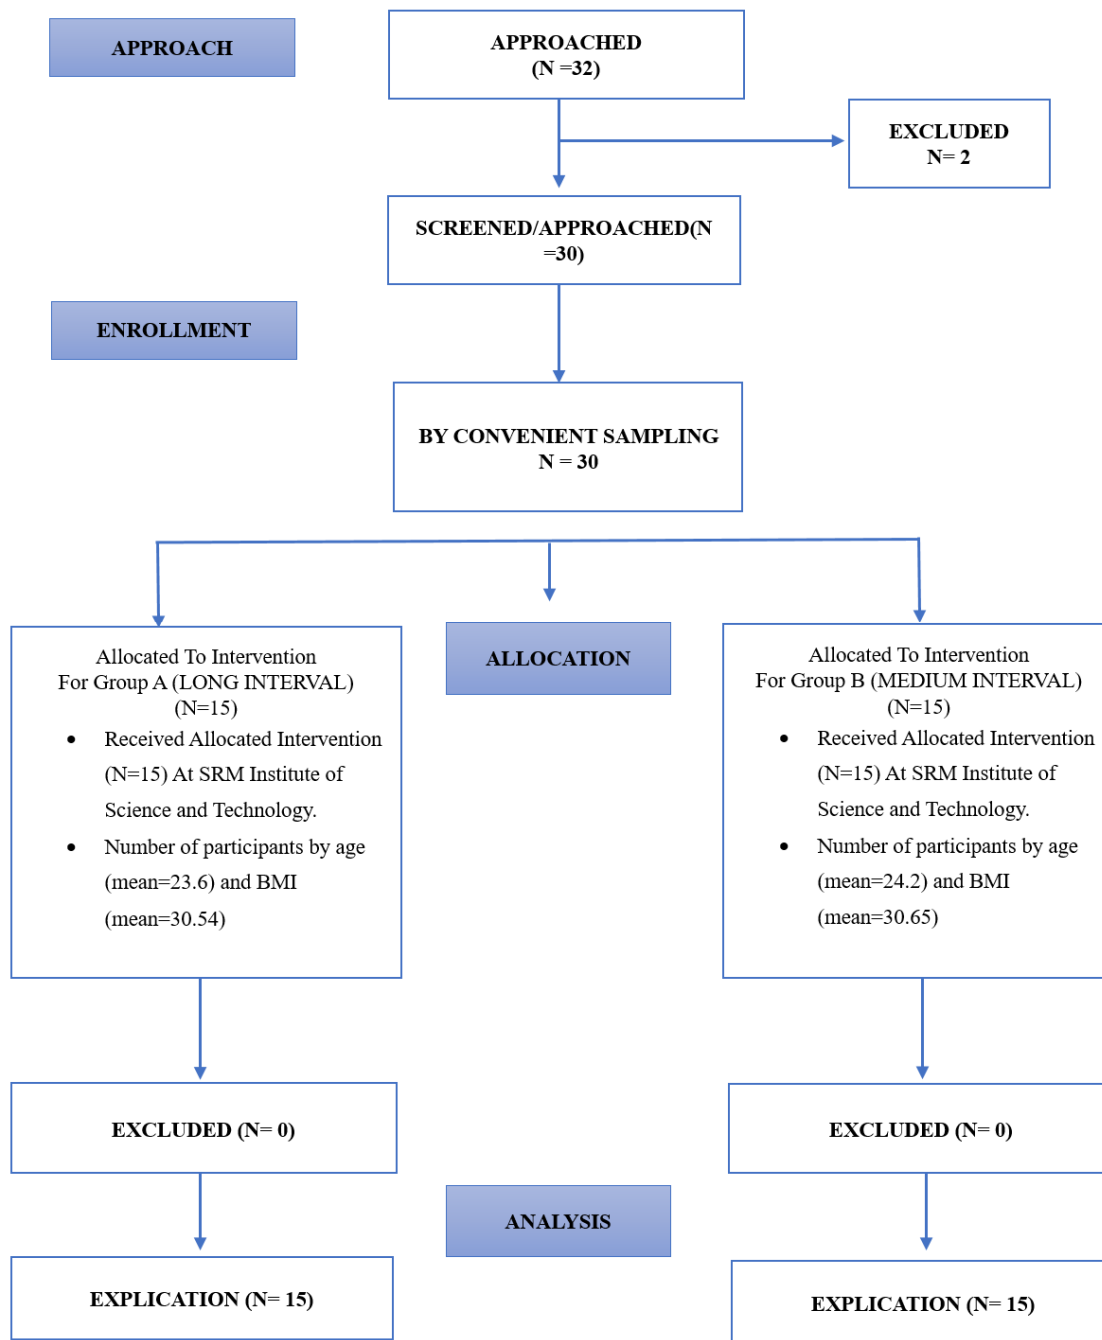 APPROACH
APPROACHED
(N =32)
EXCLUDED
N= 2
SCREENED/APPROACHED(N
=30)
ENROLLMENT
BY CONVENIENT SAMPLING
N = 30
Allocated To Intervention
For Group A (LONG INTERVAL)
(N=15)
• Received Allocated Intervention
(N=15) At SRM Institute of
Science and Technology.
• Number of participants by age
(mean=23.6) and BMI
(mean=30.54)
ALLOCATION
Allocated To Intervention
For Group B (MEDIUM INTERVAL)
(N=15)
• Received Allocated Intervention
(N=15) At SRM Institute of
Science and Technology.
• Number of participants by age
(mean=24.2) and BMI
(mean=30.65)
EXCLUDED (N= 0)
EXCLUDED (N= 0)
ANALYSIS
EXPLICATION (N= 15)
EXPLICATION (N= 15)